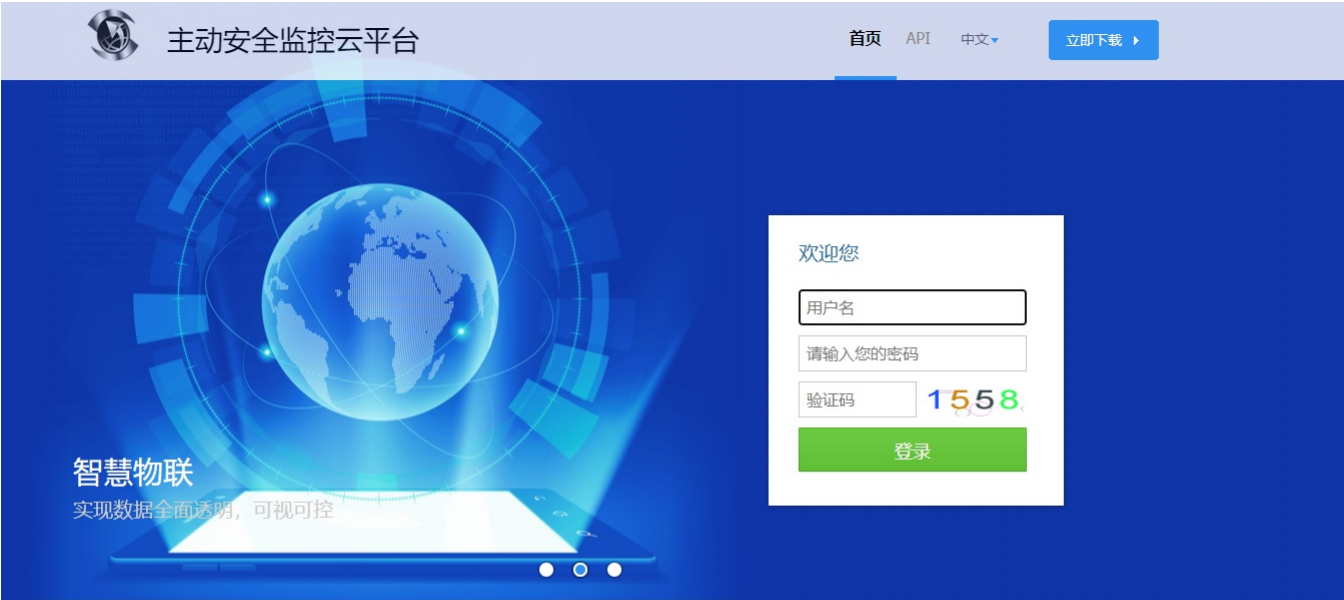 主动安全监控云平台
首页 API 中文
立即下载
欢迎您
用户名
请输入您的密码
验证码 1558
登录
智慧物联
实现数据全面透明，可视可控